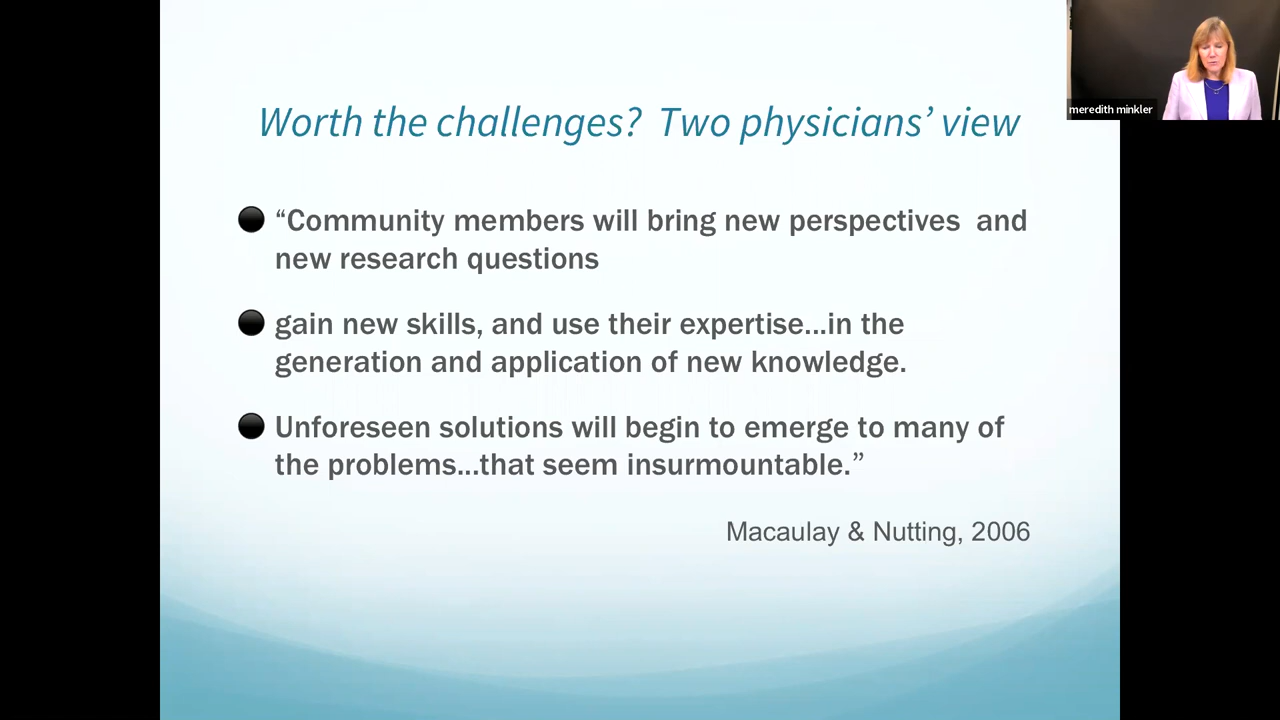 Worth the challenges?  Two physicians’ view
meredith minkler
“Community members will bring new perspectives  and
new research questions
gain new skills, and use their expertise...in the
generation and application of new knowledge.
Unforeseen solutions will begin to emerge to many of
the problems...that seem insurmountable.”
Macaulay & Nutting, 2006